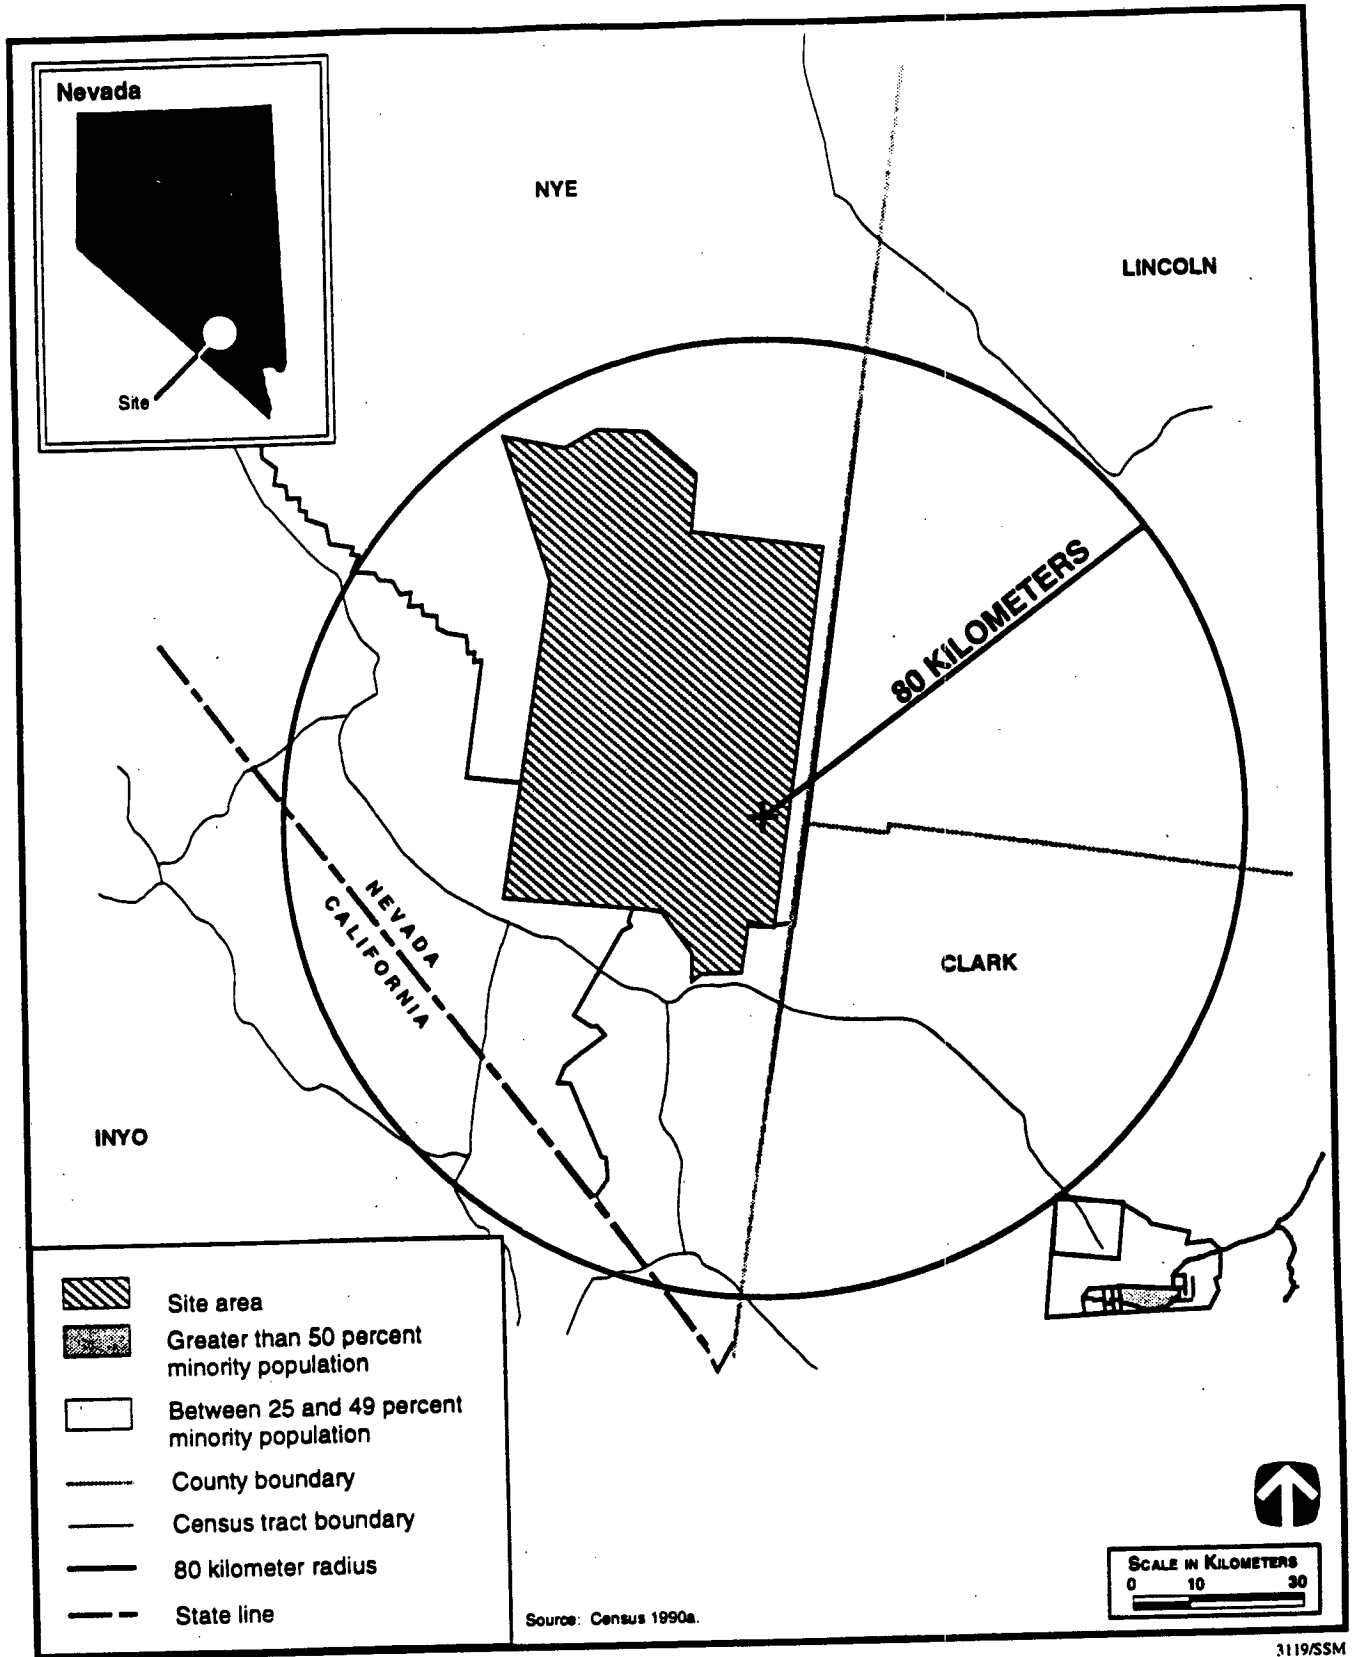 Nevada
Site
NYE
LINCOLN
80 KILOMETERS
NEVADA
CALIFORNIA
CLARK
INYO
Site area
Greater than 50 percent
minority population
Between 25 and 49 percent
minority population
County boundary
Census tract boundary
80 kilometer radius
State line
Source: Census 1990a.
SCALE IN KILOMETERS
0 10 30
3119/SSM